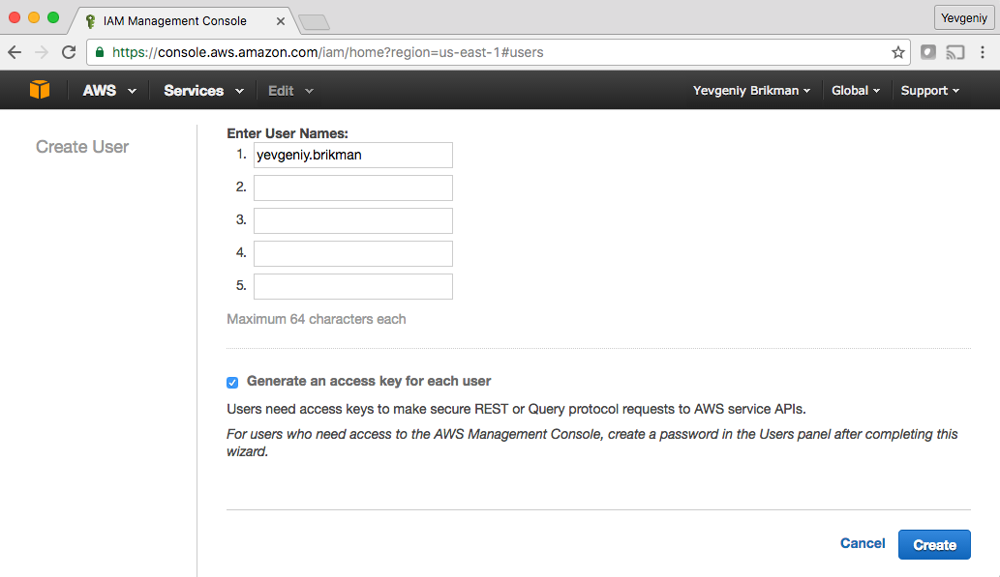 IAM Management Console
Yevgeniy
https://console.aws.amazon.com/iam/home?region=us-east-1#users
AWS Services Edit Yevgeniy Brikman Global Support
Create User
Enter User Names:
1. yevgeniy.brikman
2.
3.
4.
5.
Maximum 64 characters each
Generate an access key for each user
Users need access keys to make secure REST or Query protocol requests to AWS service APIs.
For users who need access to the AWS Management Console, create a password in the Users panel after completing this
wizard.
Cancel Create